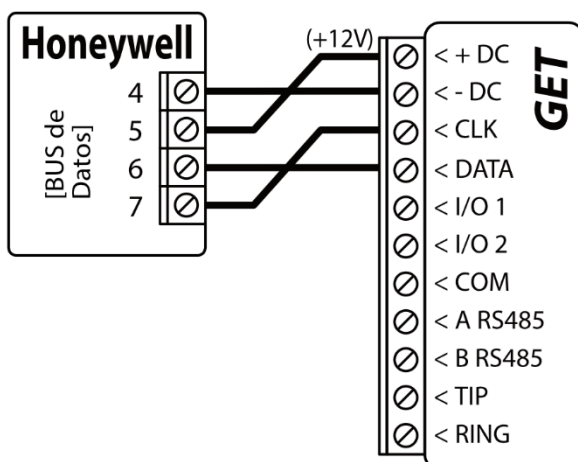 Honeywell
[BUS de
Datos]
4
5
6
7
(+12V)
GET
< + DC
< - DC
< CLK
< DATA
< I/O 1
< I/O 2
< COM
< A RS485
< B RS485
< TIP
< RING